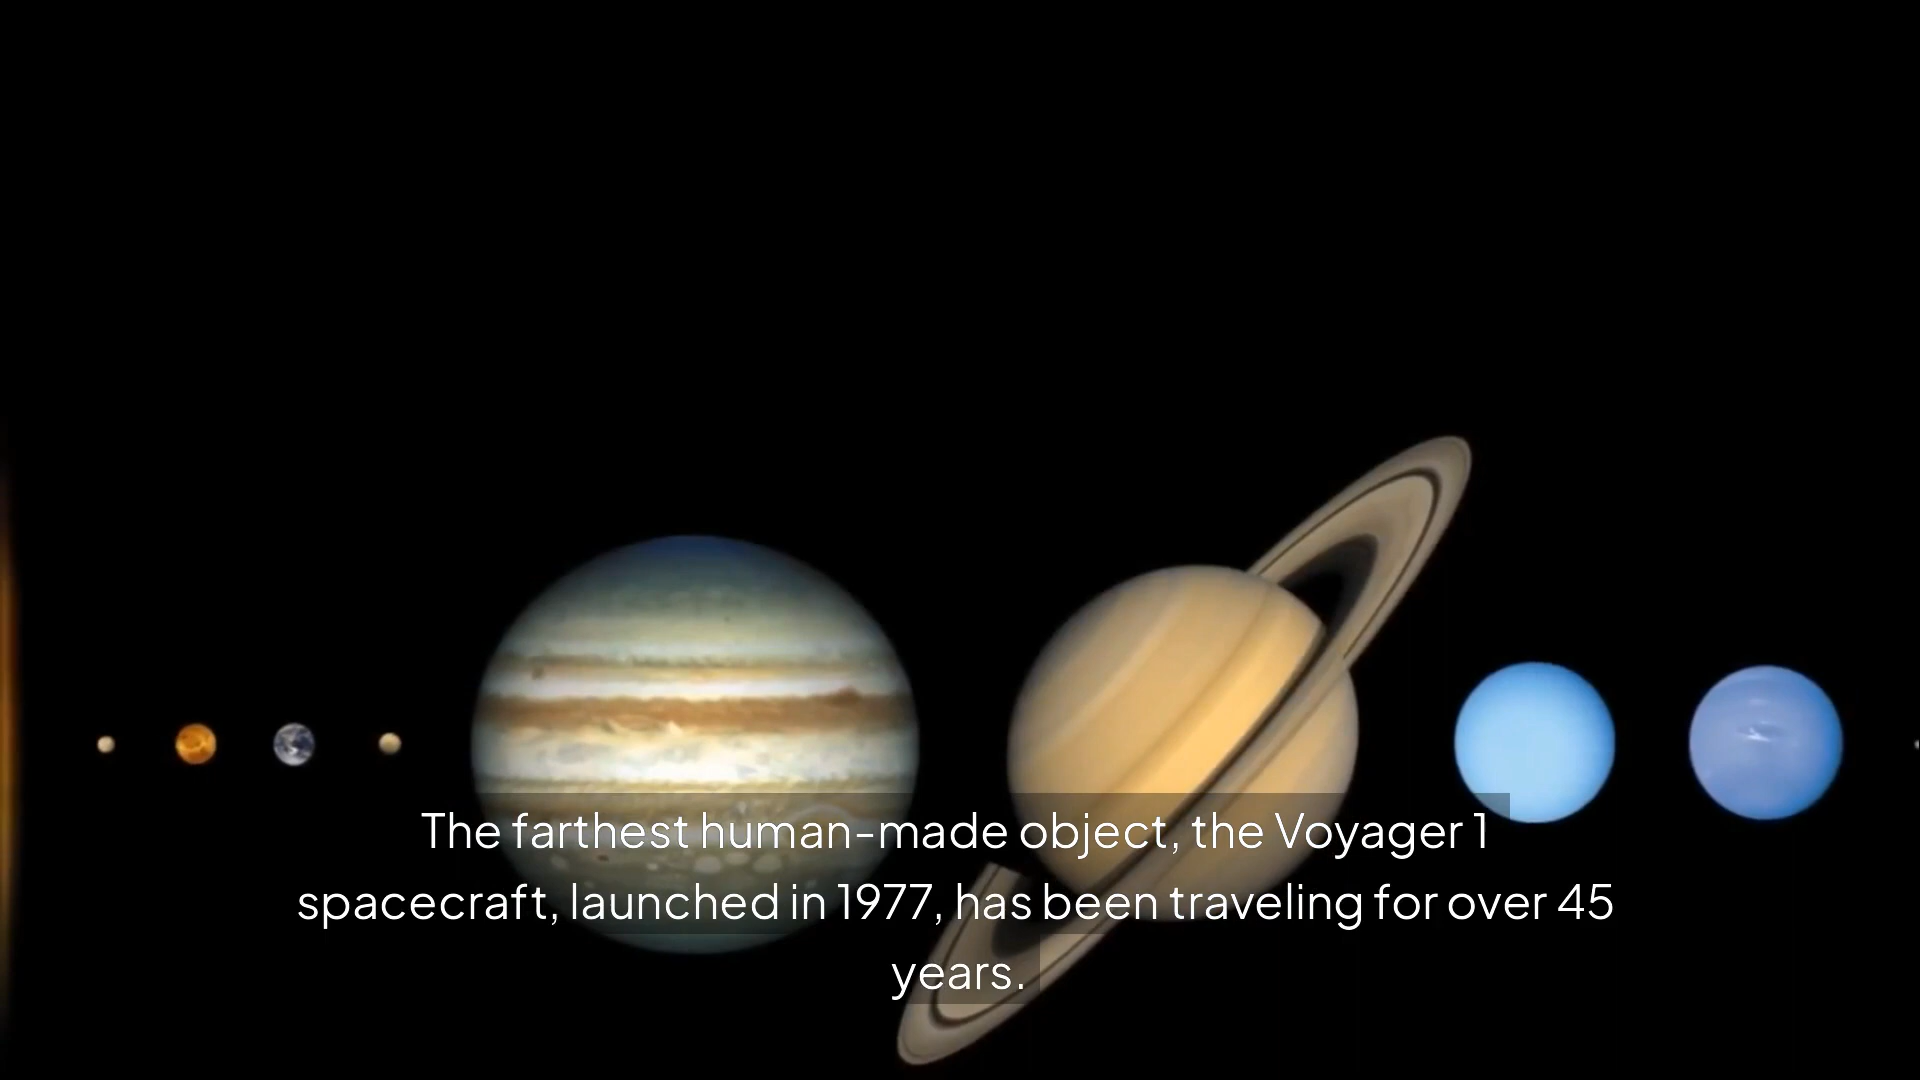 The farthest human-made object, the Voyager 1
spacecraft, launched in 1977, has been traveling for over 45
years.